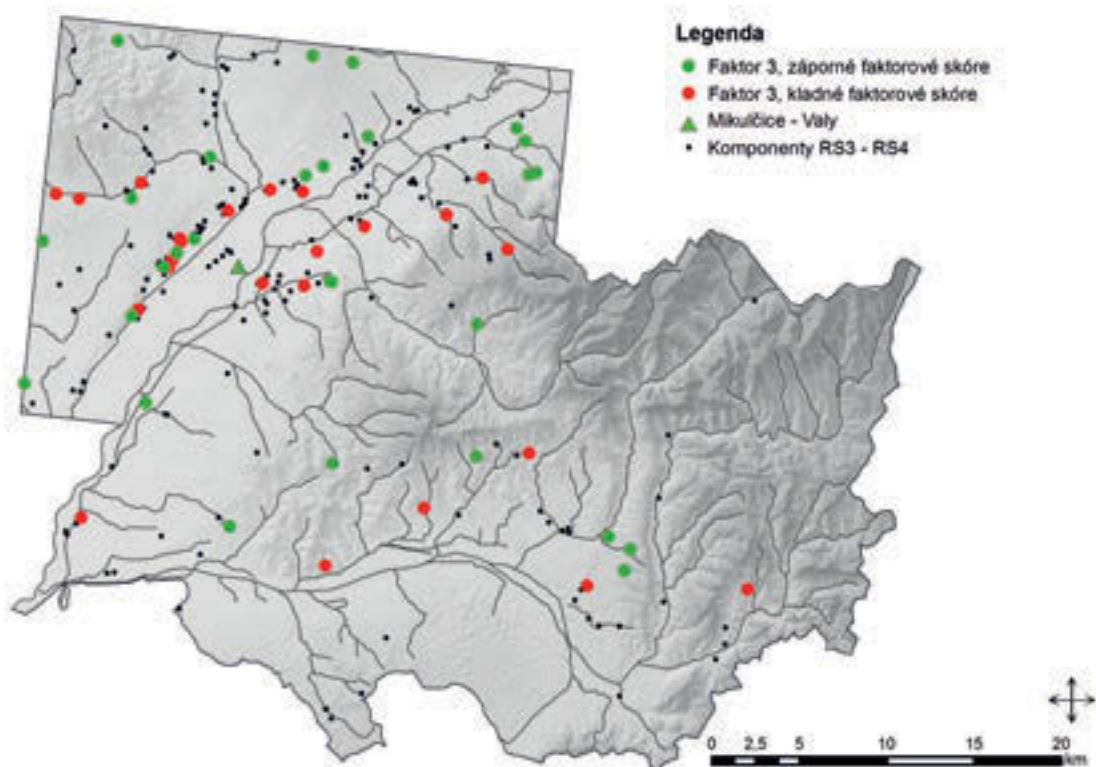 Legenda
Faktor 3, záporné faktorové skóre
Faktor 3, kladné faktorové skóre
Mikulčice - Valy
Komponenty RS3 - RS4
0 2,5 5 10 15 20
km